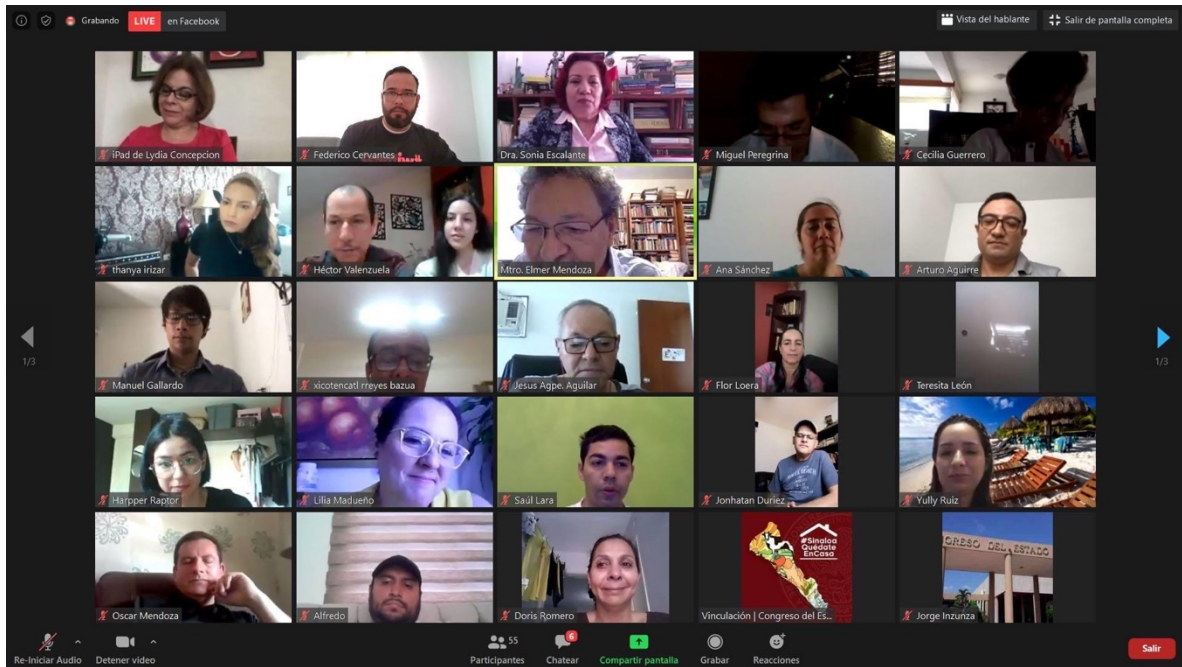 Grabando
LIVE
en Facebook
Vista del hablante
Salir de pantalla completa
iPad de Lydia Concepcion
Federico Cervantes
Dra. Sonia Escalante
Miguel Peregrina
Cecilia Guerrero
thanya irizar
Héctor Valenzuela
Mtro. Elmer Mendoza
Ana Sánchez
Arturo Aguirre
1/3
1/3
Manuel Gallardo
xicotencatl rreyes bazua
Jesus Agpe. Aguilar
Flor Loera
Teresita León
Harpper Raptor
Lilia Madueño
Saúl Lara
Jonhatan Duriez
Yully Ruiz
#Sinaloa
Quédate
EnCasa
ORESO DEL ESTADO
Oscar Mendoza
Alfredo
Doris Romero
Vinculación | Congreso del Es...
Jorge Inzunza
Re-Iniciar Audio
Detener video
55
Participantes
6
Chatear
Compartir pantalla
Grabar
Reacciones
Salir